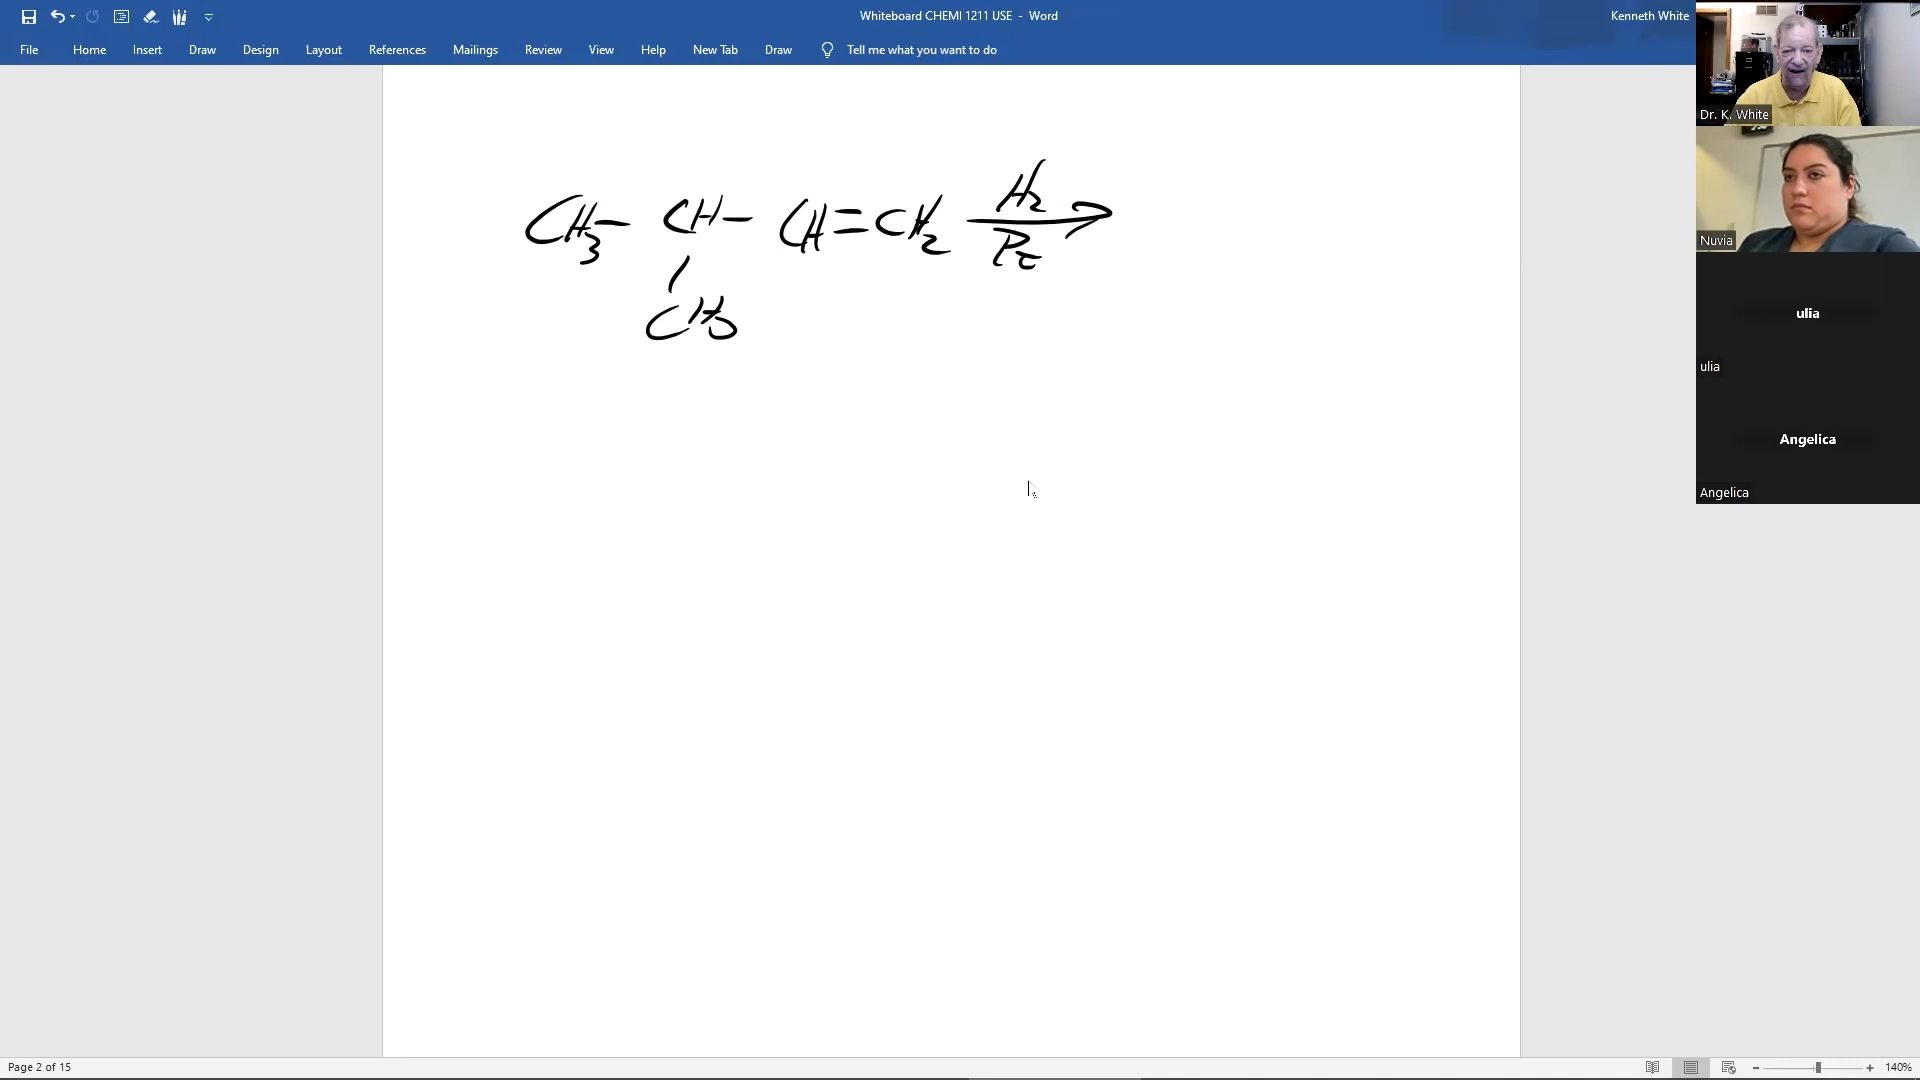 Whiteboard CHEMI 1211 USE - Word
Kenneth White
File Home Insert Draw Design Layout References Mailings Review View Help New Tab Draw Tell me what you want to do
Dr. K. White
Nuvia
ulia
ulia
Angelica
Angelica
CH3 - CH - CH = CH2 H2
Pt
CH3
Page 2 of 15
140%